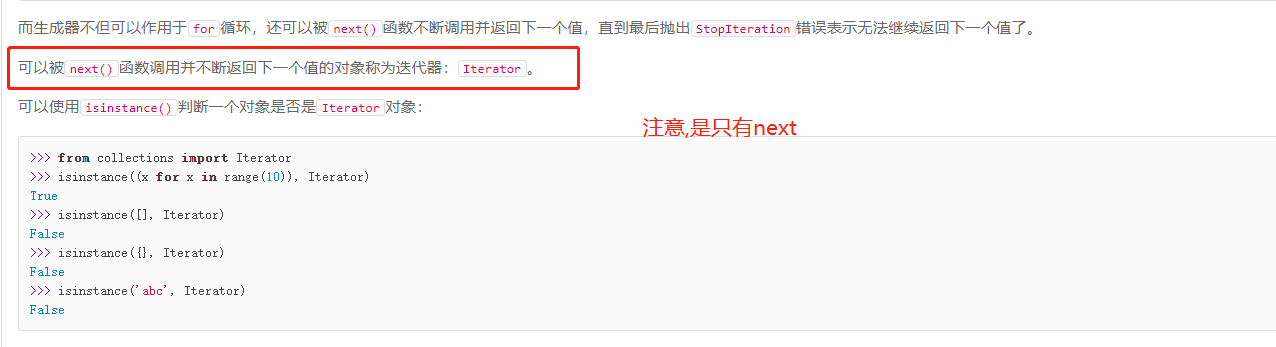 而生成器不但可以作用于for循环，还可以被next()函数不断调用并返回下一个值，直到最后抛出StopIteration错误表示无法继续返回下一个值了。
可以被next()函数调用并不断返回下一个值的对象称为迭代器：Iterator。
可以使用isinstance()判断一个对象是否是Iterator对象：
注意,是只有next
>>> from collections import Iterator
>>> isinstance((x for x in range(10)), Iterator)
True
>>> isinstance([], Iterator)
False
>>> isinstance({}, Iterator)
False
>>> isinstance('abc', Iterator)
False